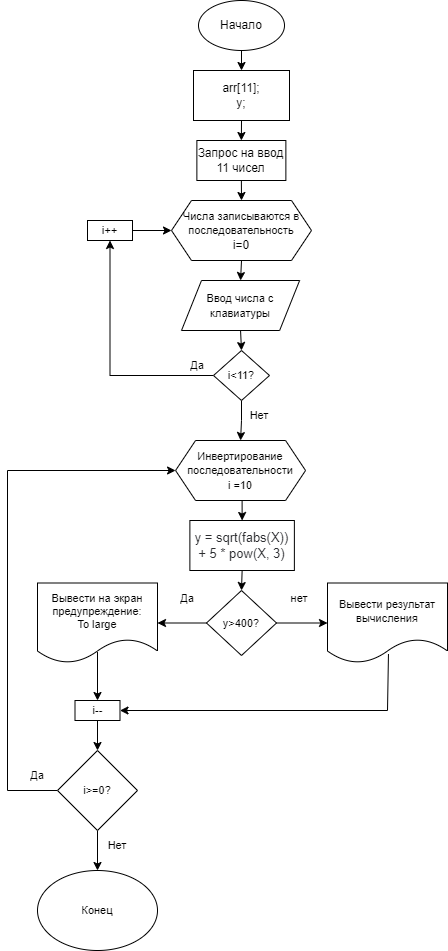 Начало
arr[11];
y;
Запрос на ввод
11 чисел
Числа записываются в
последовательность
i=0
i++
Ввод числа с
клавиатуры
i<11?
Да
Нет
Инвертирование
последовательности
i =10
y = sqrt(fabs(X))
+ 5 * pow(X, 3)
y>400?
Да
нет
Вывести на экран
предупреждение:
To large
Вывести результат
вычисления
i--
i>=0?
Да
Нет
Конец